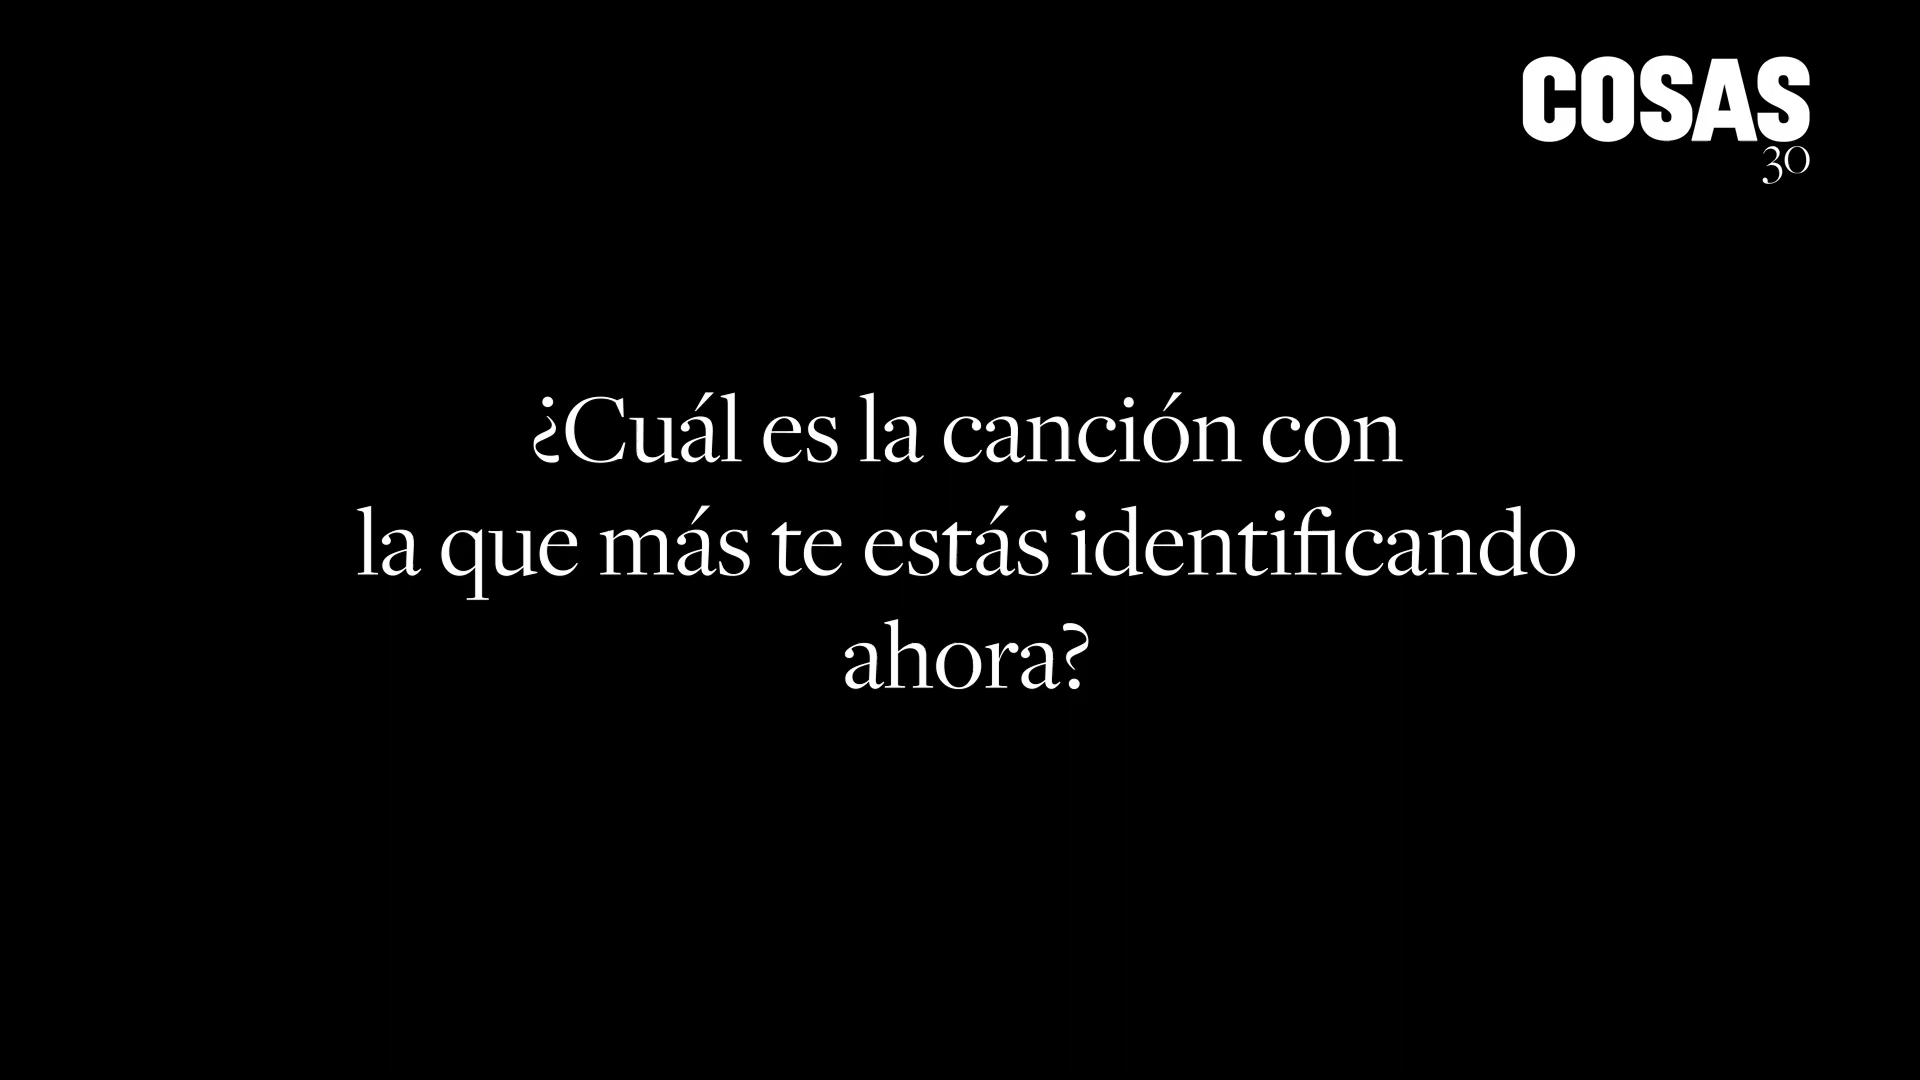 COSAS
30
¿Cuál es la canción con
la que más te estás identificando
ahora?